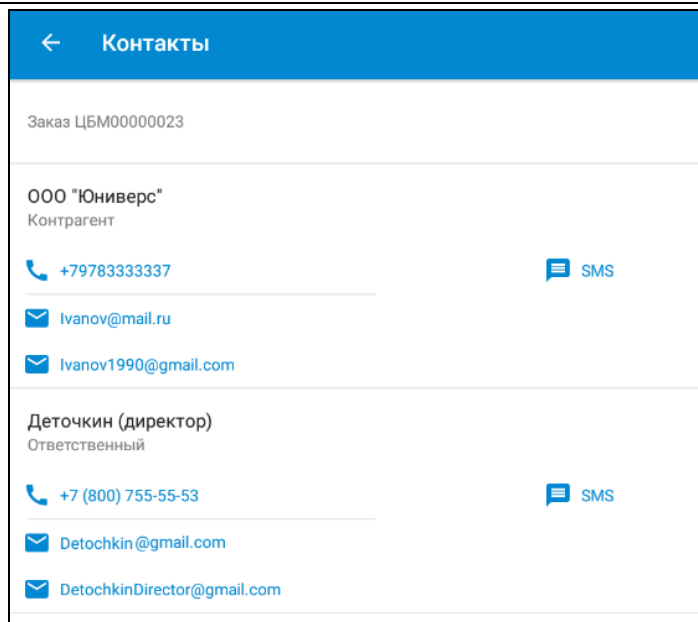 Контакты
Заказ ЦБМ00000023
ООО "Юниверс"
Контрагент
+79783333337 SMS
Ivanov@mail.ru
Ivanov1990@gmail.com
Деточкин (директор)
Ответственный
+7 (800) 755-55-53 SMS
Detochkin@gmail.com
DetochkinDirector@gmail.com